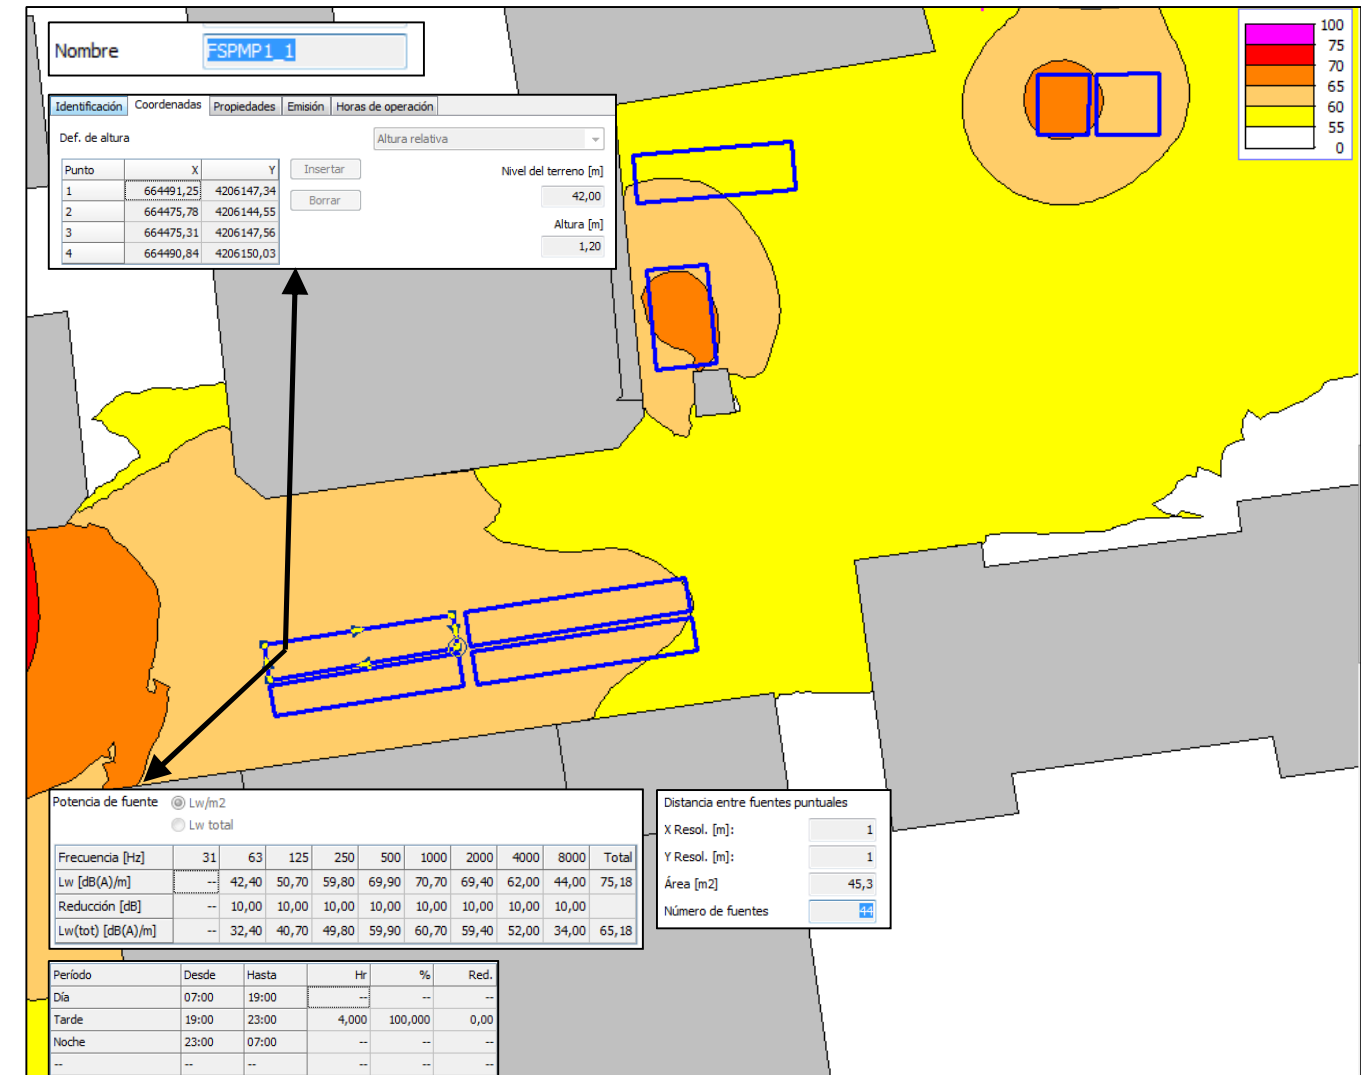 Nombre FSPMP1_1
Identificación Coordenadas Propiedades Emisión Horas de operación
Def. de altura Altura relativa
Punto X Y Insertar Nivel del terreno [m]
1 664491,25 4206147,34
Borrar 42,00
2 664475,78 4206144,55
Altura [m]
3 664475,31 4206147,56
1,20
4 664490,84 4206150,03
100
75
70
65
60
55
0
Potencia de fuente Lw/m2
Lw total
Frecuencia [Hz] 31 63 125 250 500 1000 2000 4000 8000 Total
Lw [dB(A)/m] -- 42,40 50,70 59,80 69,90 70,70 69,40 62,00 44,00 75,18
Reducción [dB] -- 10,00 10,00 10,00 10,00 10,00 10,00 10,00 10,00
Lw(tot) [dB(A)/m] -- 32,40 40,70 49,80 59,90 60,70 59,40 52,00 34,00 65,18
Distancia entre fuentes puntuales
X Resol. [m]: 1
Y Resol. [m]: 1
Área [m2] 45,3
Número de fuentes 44
Período Desde Hasta Hr % Red.
Día 07:00 19:00 -- -- --
Tarde 19:00 23:00 4,000 100,000 0,00
Noche 23:00 07:00 -- -- --
-- -- -- -- -- --